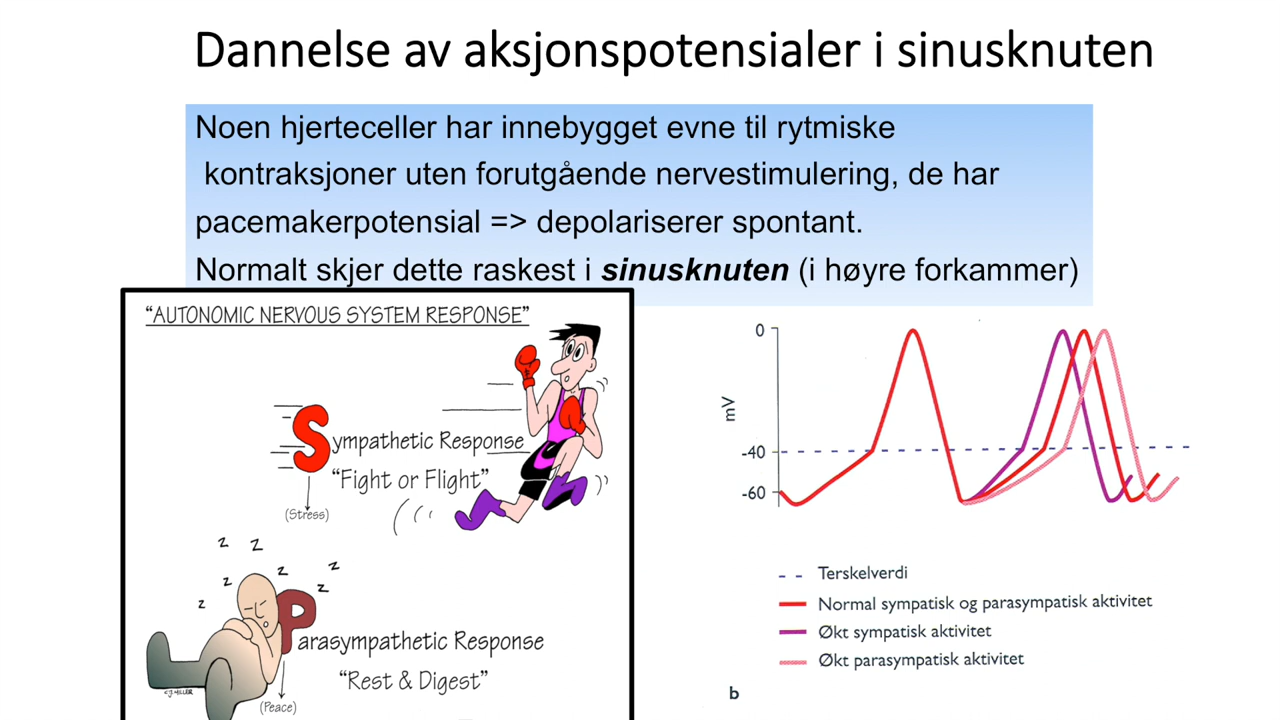 Dannelse av aksjonspotensialer i sinusknuten
Noen hjerteceller har innebygget evne til rytmiske
kontraksjoner uten forutgående nervestimulering, de har
pacemakerpotensial => depolariserer spontant.
Normalt skjer dette raskest i sinusknuten (i høyre forkammer)
"AUTONOMIC NERVOUS SYSTEM RESPONSE"
Sympathetic Response
"Fight or Flight"
(Stress)
z z
z z z z
z
Parasympathetic Response
"Rest & Digest"
(Peace)
C.J. MILLER
0
mV
-40
-60
Terskelverdi
Normal sympatisk og parasympatisk aktivitet
Økt sympatisk aktivitet
Økt parasympatisk aktivitet
b